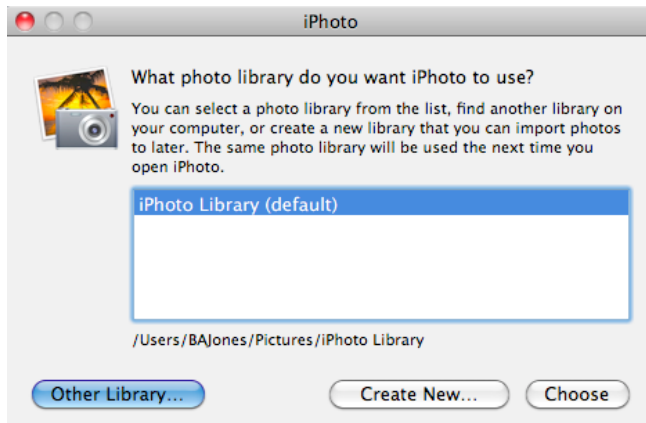 iPhoto
What photo library do you want iPhoto to use?
You can select a photo library from the list, find another library on
your computer, or create a new library that you can import photos
to later. The same photo library will be used the next time you
open iPhoto.
iPhoto Library (default)
/Users/BAJones/Pictures/iPhoto Library
Other Library... Create New... Choose